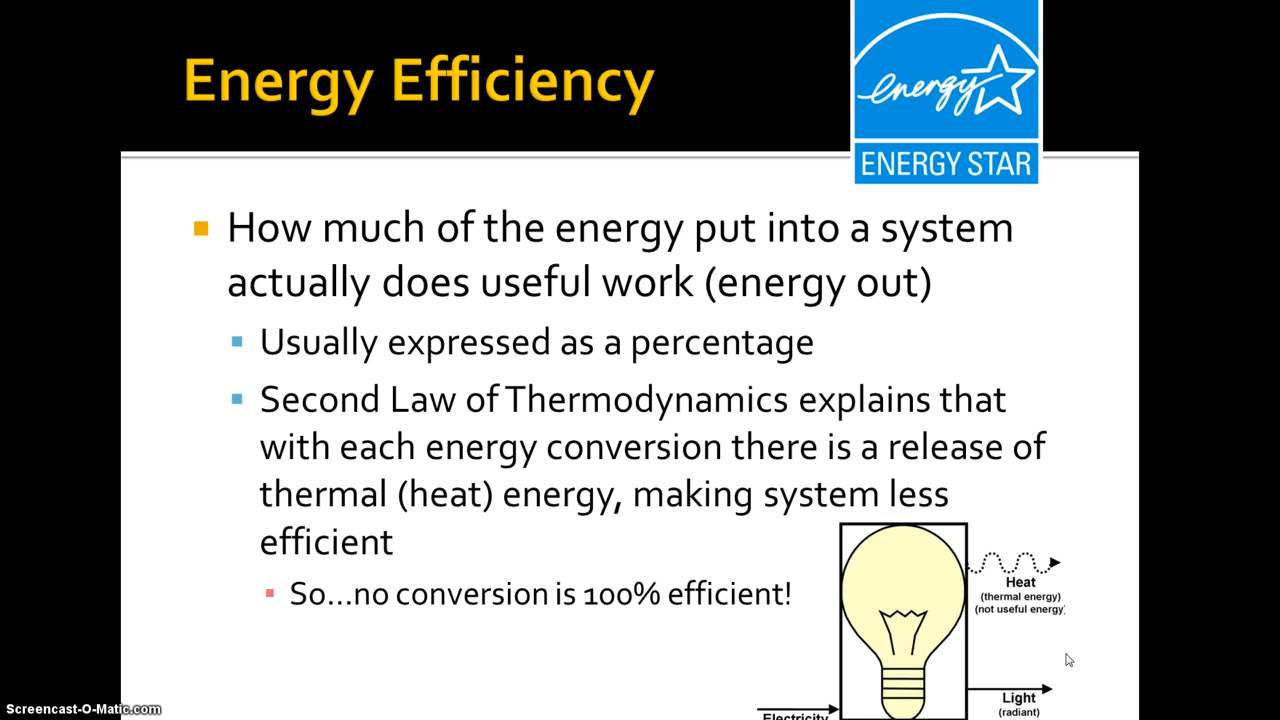 Energy Efficiency
energy
ENERGY STAR
How much of the energy put into a system
actually does useful work (energy out)
Usually expressed as a percentage
Second Law of Thermodynamics explains that
with each energy conversion there is a release of
thermal (heat) energy, making system less
efficient
So…no conversion is 100% efficient!
Heat
(thermal energy)
(not useful energy)
Light
(radiant)
Electricity
Screencast-O-Matic.com